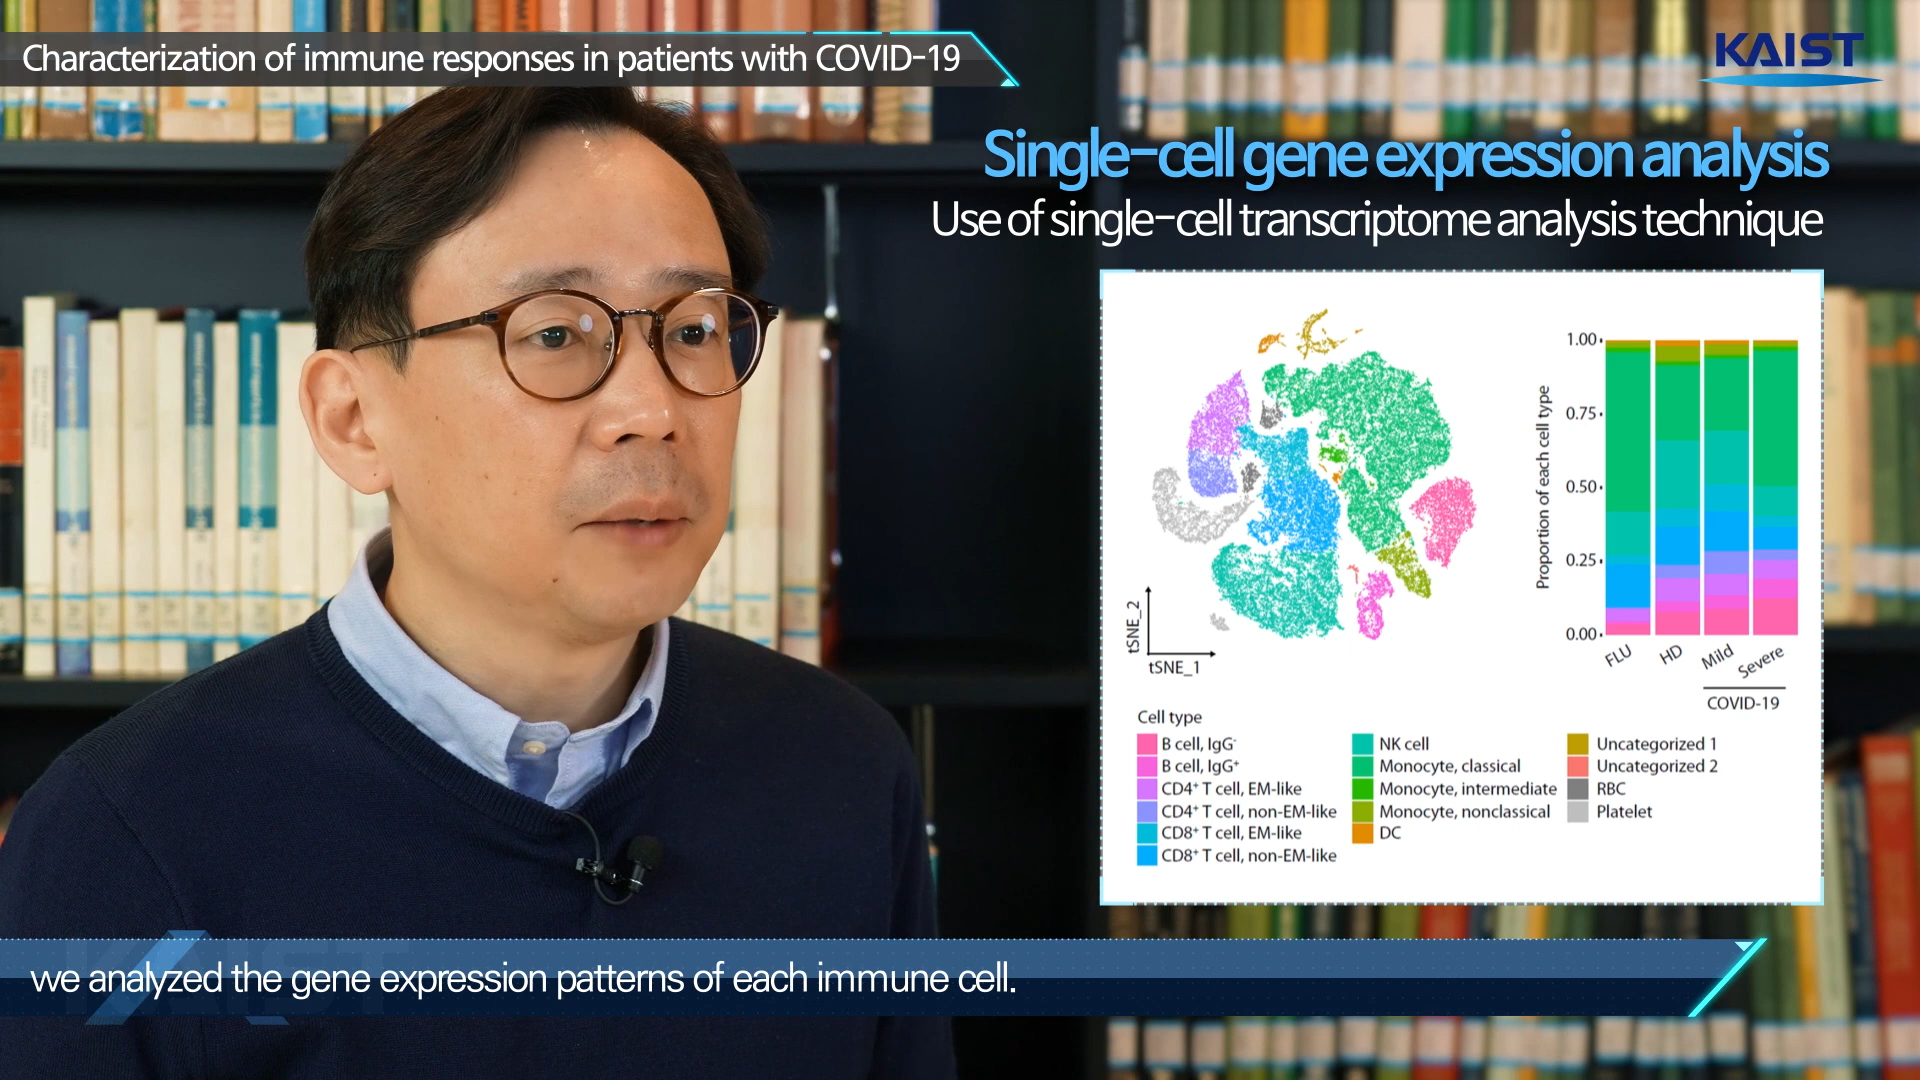 Characterization of immune responses in patients with COVID-19
KAIST
Single-cell gene expression analysis
Use of single-cell transcriptome analysis technique
tSNE_2
tSNE_1
Proportion of each cell type
1.00
0.75
0.50
0.25
0.00
FLU
HD
Mild
Severe
COVID-19
Cell type
B cell, IgG⁻
B cell, IgG⁺
CD4⁺ T cell, EM-like
CD4⁺ T cell, non-EM-like
CD8⁺ T cell, EM-like
CD8⁺ T cell, non-EM-like
NK cell
Monocyte, classical
Monocyte, intermediate
Monocyte, nonclassical
DC
Uncategorized 1
Uncategorized 2
RBC
Platelet
we analyzed the gene expression patterns of each immune cell.